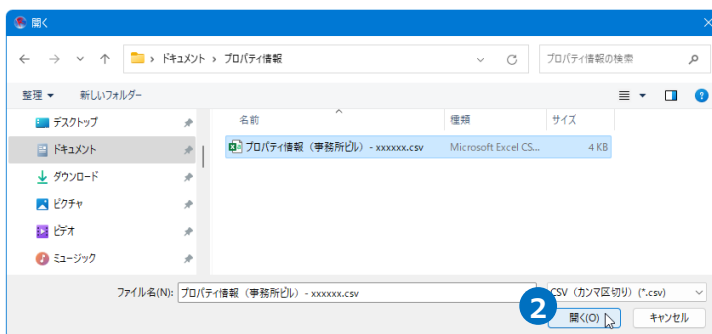 開く
ドキュメント › プロパティ情報
プロパティ情報の検索
整理 新しいフォルダー
名前 種類 サイズ
デスクトップ
ドキュメント
ダウンロード
ピクチャ
ビデオ
ミュージック
プロパティ情報（事務所ビル）- xxxxxx.csv Microsoft Excel CS... 4 KB
ファイル名(N): プロパティ情報（事務所ビル）- xxxxxx.csv
CSV（カンマ区切り）(*.csv)
2
開く(O) キャンセル